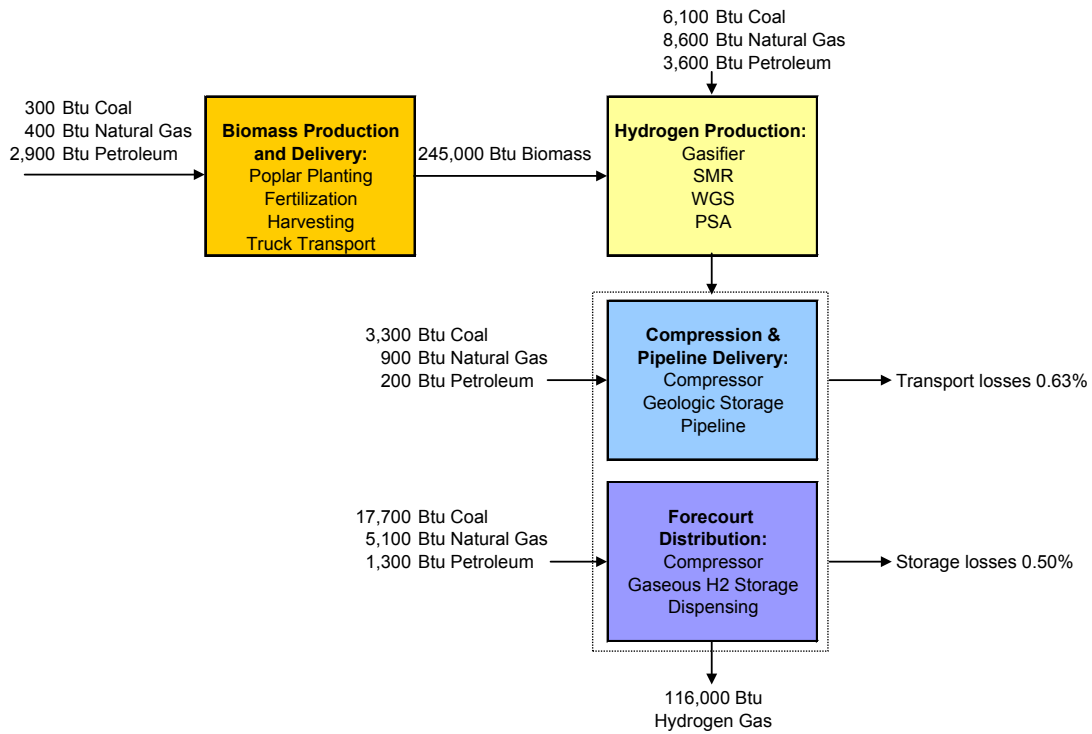 6,100 Btu Coal
8,600 Btu Natural Gas
3,600 Btu Petroleum
300 Btu Coal
400 Btu Natural Gas
2,900 Btu Petroleum
Biomass Production
and Delivery:
Poplar Planting
Fertilization
Harvesting
Truck Transport
245,000 Btu Biomass
Hydrogen Production:
Gasifier
SMR
WGS
PSA
3,300 Btu Coal
900 Btu Natural Gas
200 Btu Petroleum
Compression &
Pipeline Delivery:
Compressor
Geologic Storage
Pipeline
Transport losses 0.63%
17,700 Btu Coal
5,100 Btu Natural Gas
1,300 Btu Petroleum
Forecourt
Distribution:
Compressor
Gaseous H2 Storage
Dispensing
Storage losses 0.50%
116,000 Btu
Hydrogen Gas